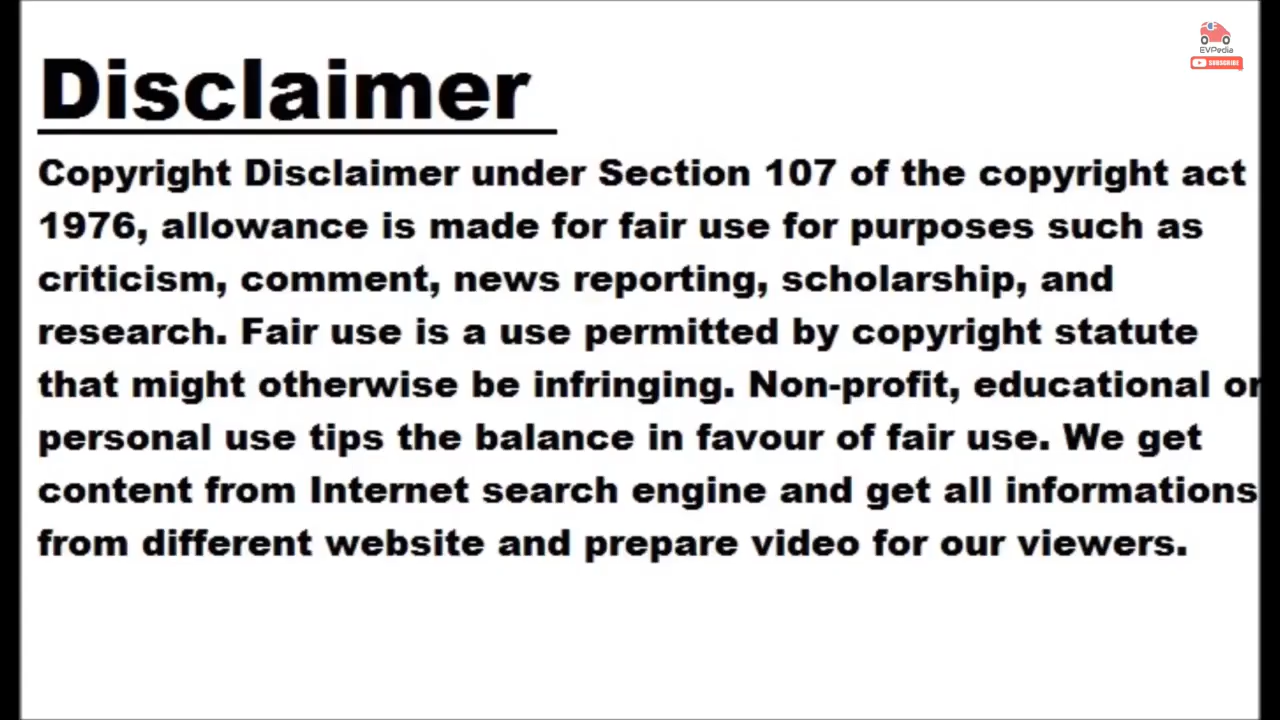 EVPedia
SUBSCRIBE
Disclaimer
Copyright Disclaimer under Section 107 of the copyright act
1976, allowance is made for fair use for purposes such as
criticism, comment, news reporting, scholarship, and
research. Fair use is a use permitted by copyright statute
that might otherwise be infringing. Non-profit, educational or
personal use tips the balance in favour of fair use. We get
content from Internet search engine and get all informations
from different website and prepare video for our viewers.